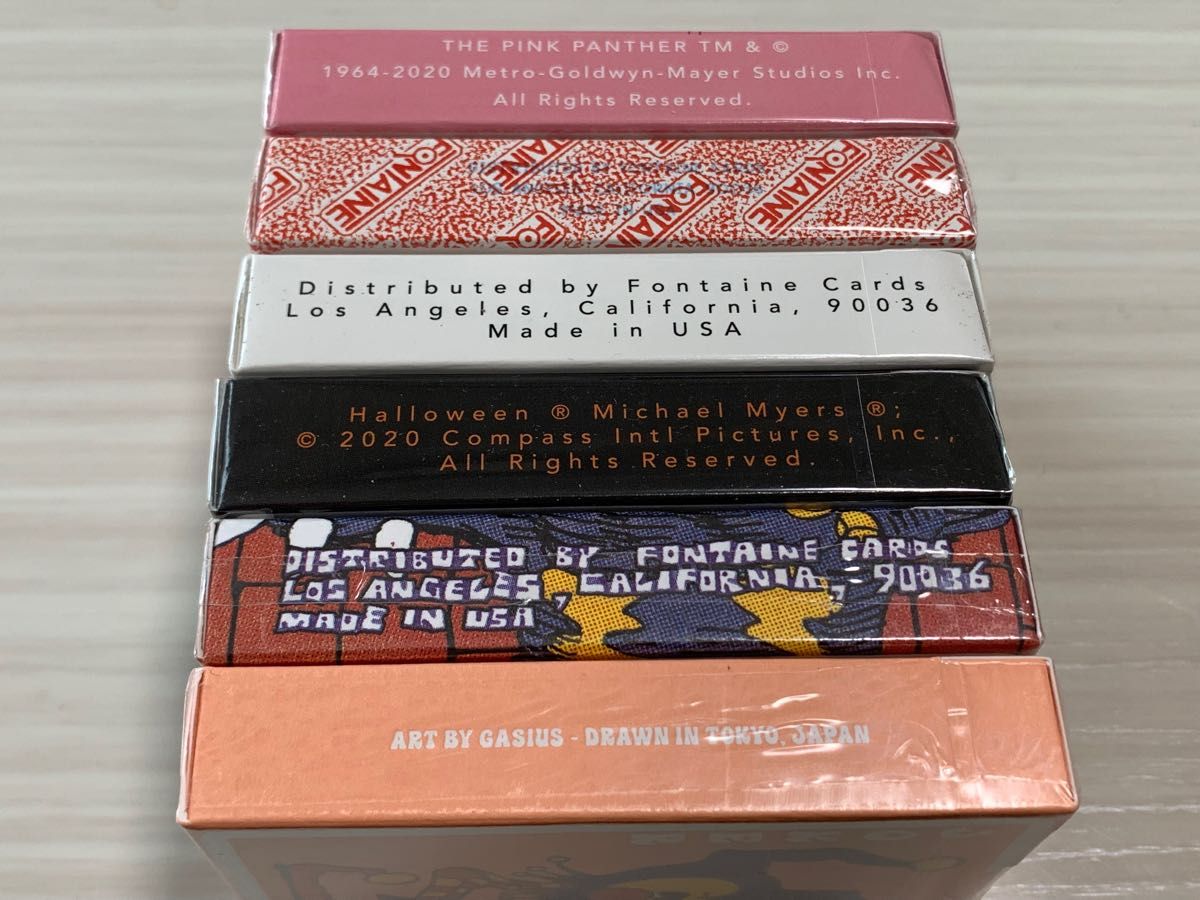 THE PINK PANTHER TM & ©
1964-2020 Metro-Goldwyn-Mayer Studios Inc.
All Rights Reserved.
FONTAINE
FONTAINE
FONTAINE
FONTAINE
FONTAINE
FONTAINE
Distributed by Fontaine Cards
Los Angeles, California, 90036
Made in USA
Halloween ® Michael Myers ®;
© 2020 Compass Intl Pictures, Inc.,
All Rights Reserved.
DISTRIBUTED BY FONTAINE CARDS
LOS ANGELES, CALIFORNIA, 90036
MADE IN USA
ART BY GASIUS - DRAWN IN TOKYO, JAPAN